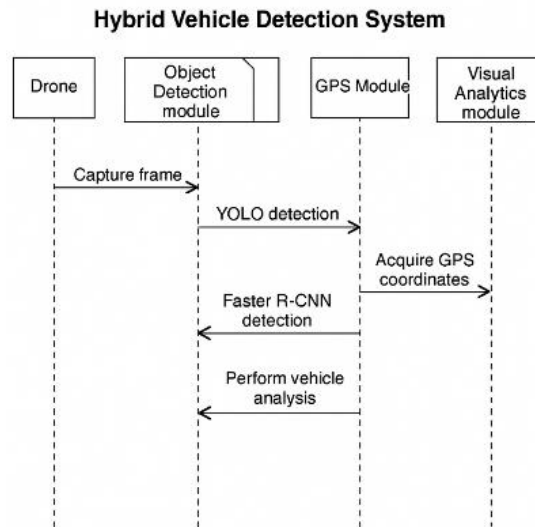 Hybrid Vehicle Detection System
Drone
Object
Detection
module
GPS Module
Visual
Analytics
module
Capture frame
YOLO detection
Acquire GPS
coordinates
Faster R-CNN
detection
Perform vehicle
analysis